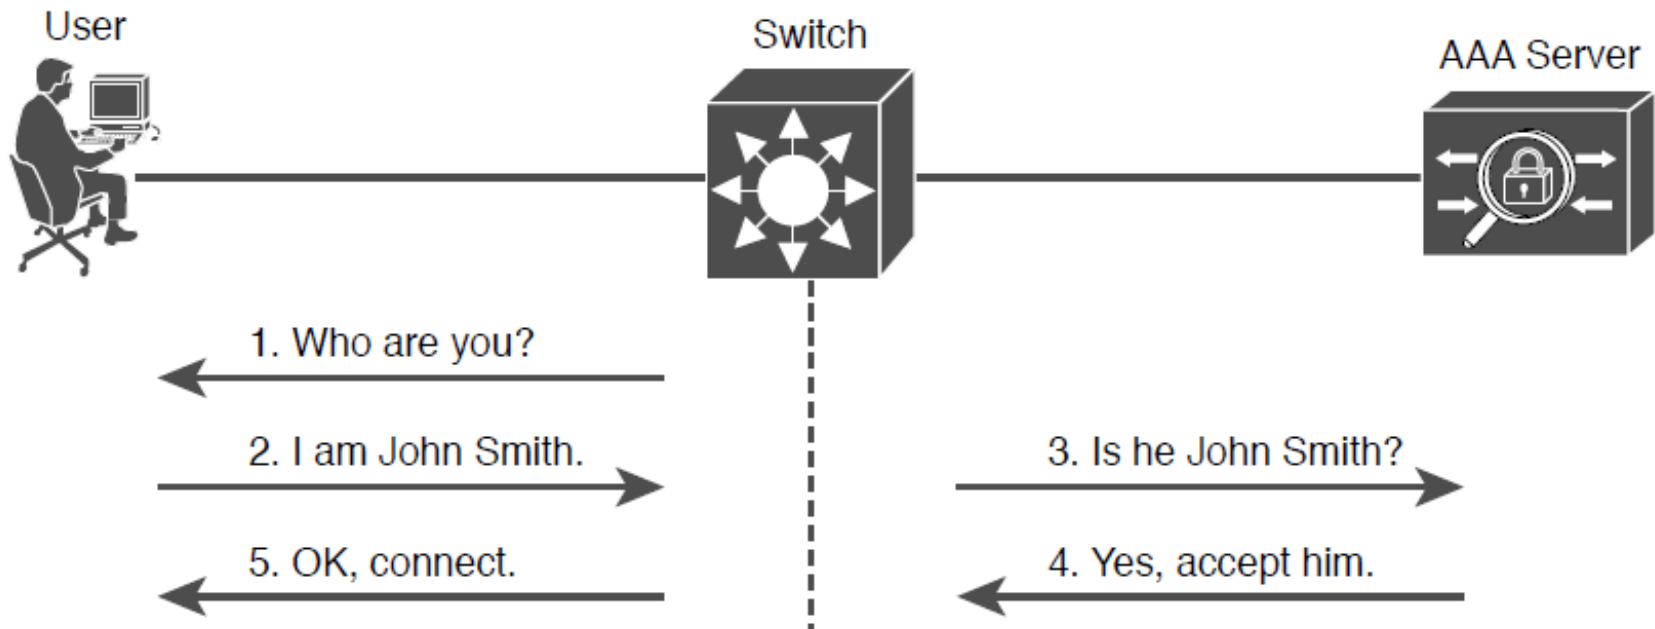 User
Switch
AAA Server
1. Who are you?
2. I am John Smith.
3. Is he John Smith?
5. OK, connect.
4. Yes, accept him.